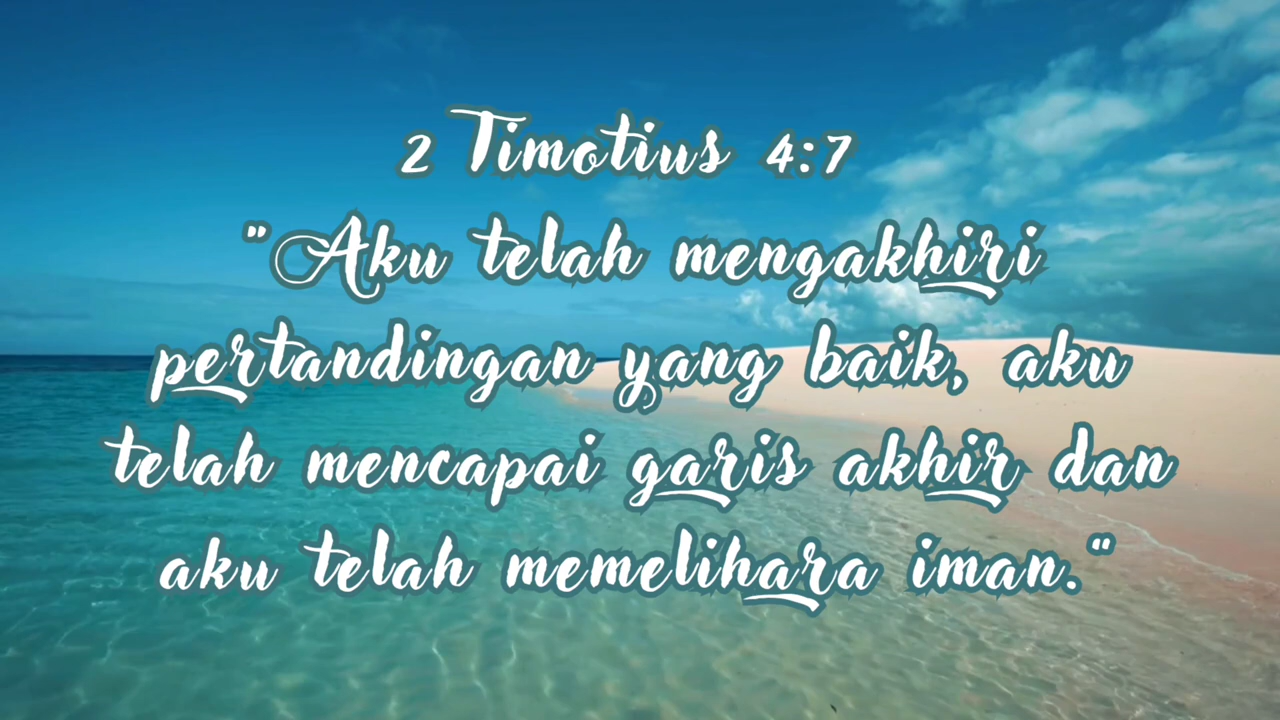 2 Timotius 4:7
"Aku telah mengakhiri
pertandingan yang baik, aku
telah mencapai garis akhir dan
aku telah memelihara iman."